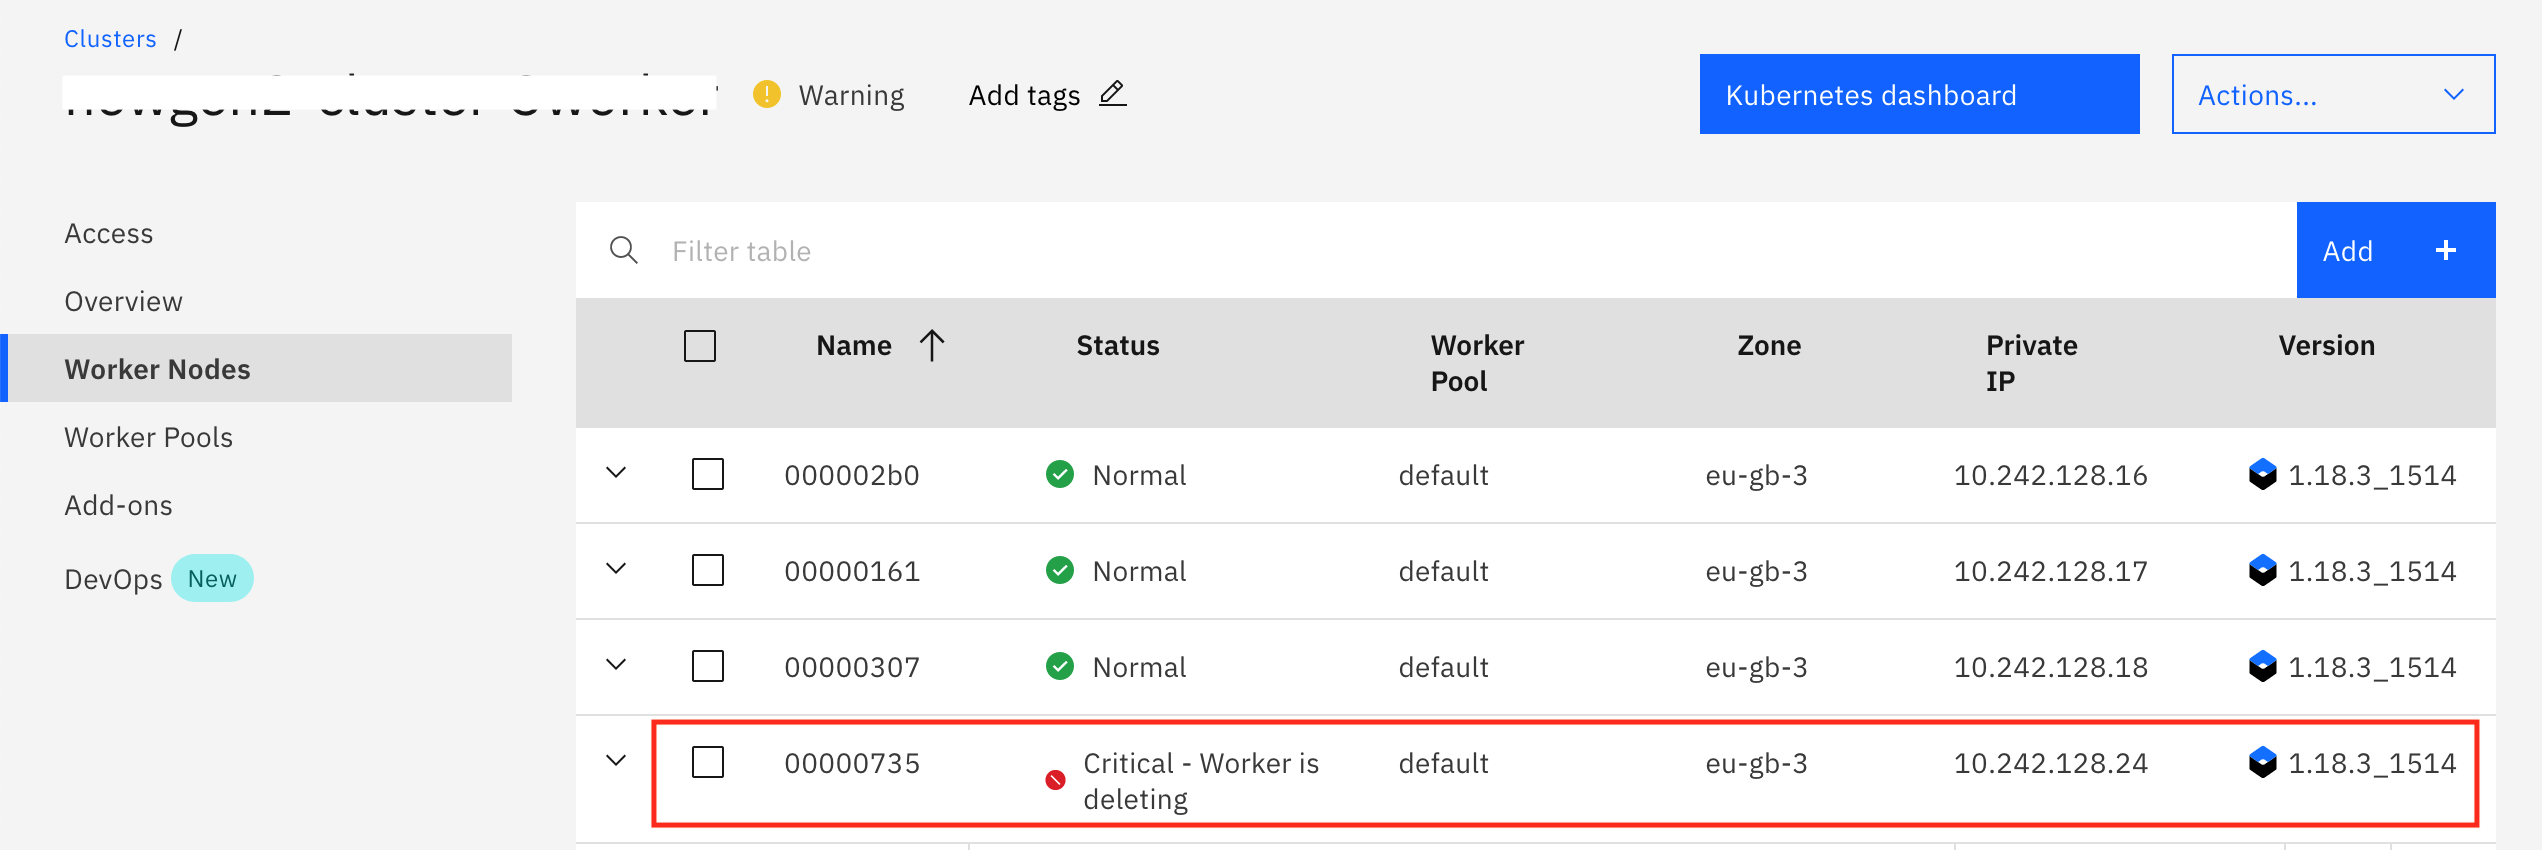 Clusters /
Warning
Add tags
Kubernetes dashboard
Actions...
Access
Overview
Worker Nodes
Worker Pools
Add-ons
DevOps New
Filter table
Add +
Name Status Worker Pool Zone Private IP Version
000002b0 Normal default eu-gb-3 10.242.128.16 1.18.3_1514
00000161 Normal default eu-gb-3 10.242.128.17 1.18.3_1514
00000307 Normal default eu-gb-3 10.242.128.18 1.18.3_1514
00000735 Critical - Worker is deleting default eu-gb-3 10.242.128.24 1.18.3_1514